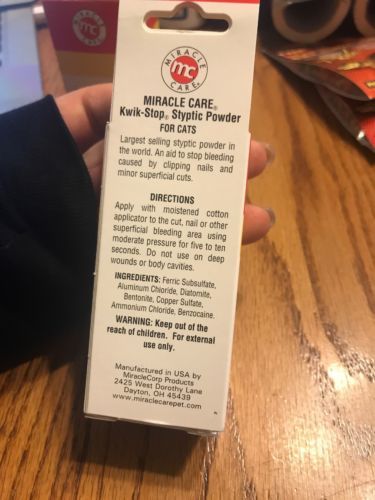 MIRACLE
mc
CARE®
MIRACLE CARE®
Kwik-Stop® Styptic Powder
FOR CATS
Largest selling styptic powder in
the world. An aid to stop bleeding
caused by clipping nails and
minor superficial cuts.
DIRECTIONS
Apply with moistened cotton
applicator to the cut, nail or other
superficial bleeding area using
moderate pressure for five to ten
seconds. Do not use on deep
wounds or body cavities.
INGREDIENTS: Ferric Subsulfate,
Aluminum Chloride, Diatomite,
Bentonite, Copper Sulfate,
Ammonium Chloride, Benzocaine.
WARNING: Keep out of the
reach of children. For external
use only.
Manufactured in USA by
MiracleCorp Products
2425 West Dorothy Lane
Dayton, OH 45439
www.miraclecarepet.com